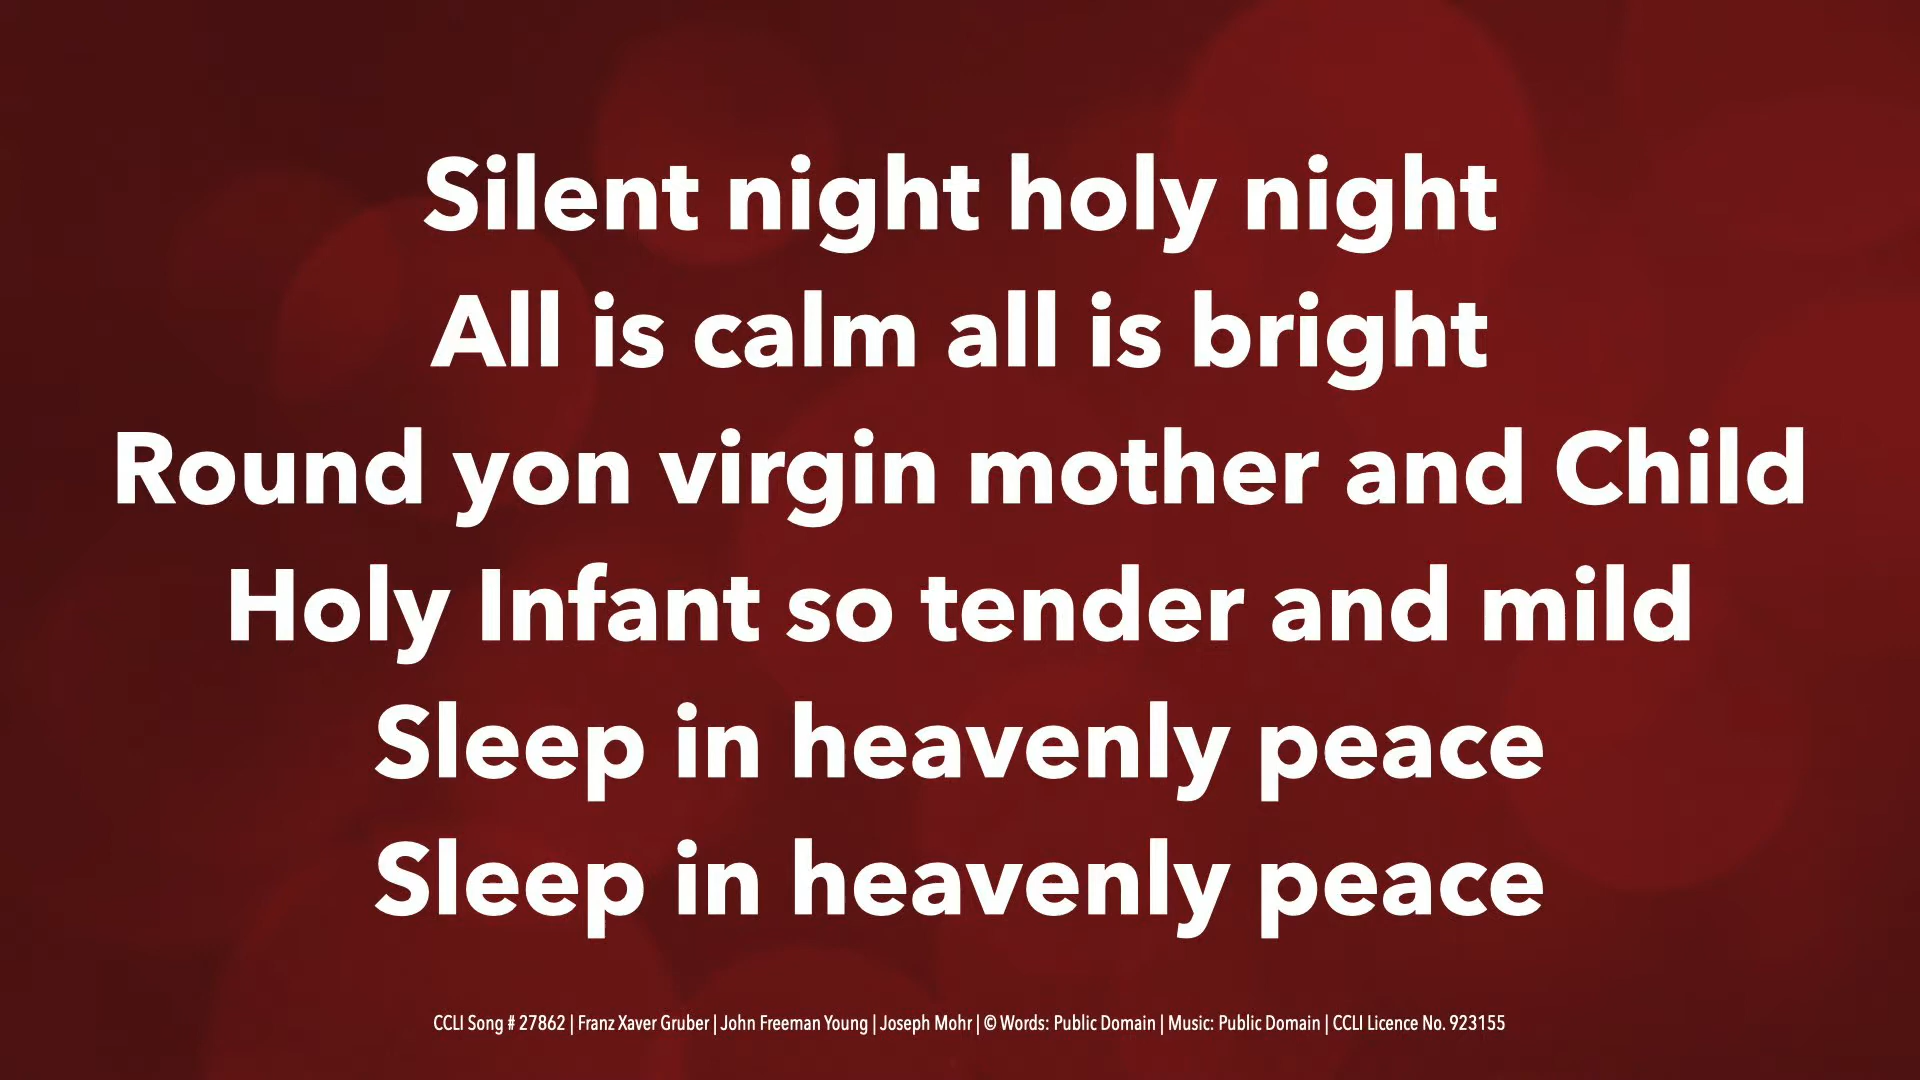 Silent night holy night
All is calm all is bright
Round yon virgin mother and Child
Holy Infant so tender and mild
Sleep in heavenly peace
Sleep in heavenly peace
CCLI Song # 27862 | Franz Xaver Gruber | John Freeman Young | Joseph Mohr | © Words: Public Domain | Music: Public Domain | CCLI Licence No. 923155